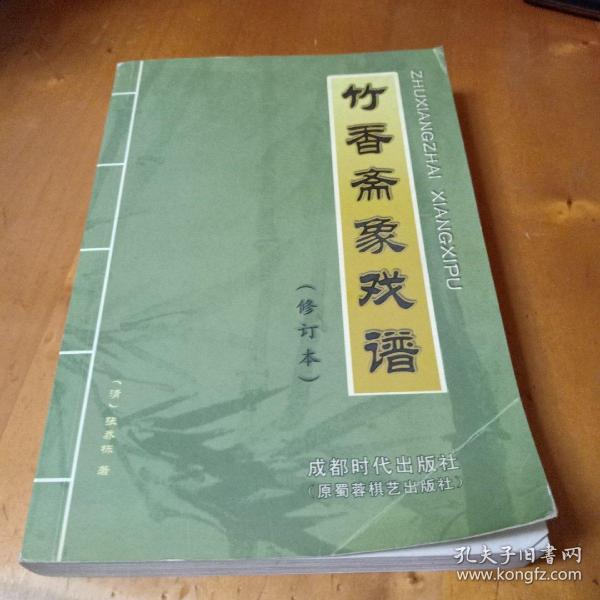 竹香斋象戏谱
ZHUXIANGZHAI XIANGXIPU
(修订本)
(清)张乔栋 著
成都时代出版社
(原蜀蓉棋艺出版社)
孔夫子旧书网
www.kongfz.com